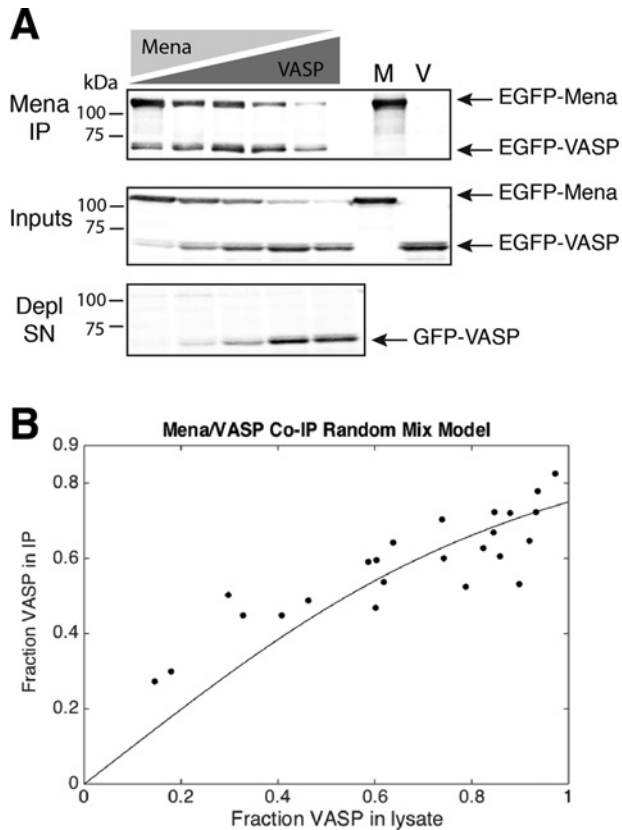 A
Mena
VASP
kDa
M V
Mena IP
100
75
EGFP-Mena
EGFP-VASP
Inputs
100
75
EGFP-Mena
EGFP-VASP
Depl SN
100
75
GFP-VASP
B
Mena/VASP Co-IP Random Mix Model
Fraction VASP in IP
0.9
0.8
0.6
0.4
0.2
0
0 0.2 0.4 0.6 0.8 1
Fraction VASP in lysate